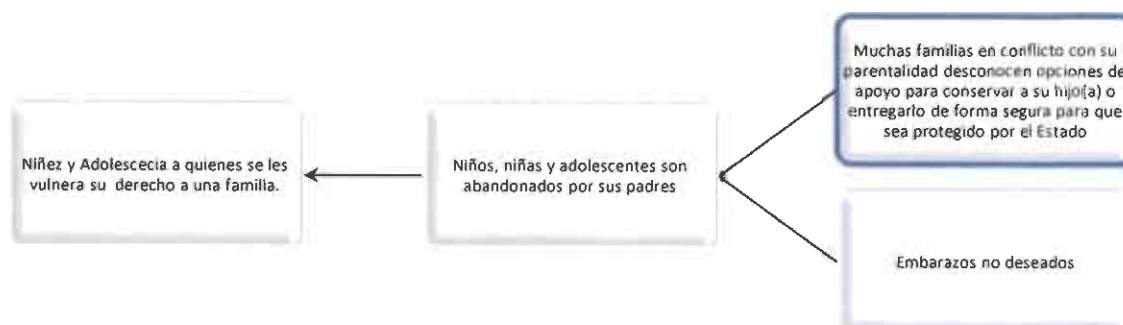 Niñez y Adolescecia a quienes se les
vulnera su derecho a una familia.
Niños, niñas y adolescentes son
abandonados por sus padres
Muchas familias en conflicto con su
parentalidad desconocen opciones de
apoyo para conservar a su hijo(a) o
entregarlo de forma segura para que
sea protegido por el Estado
Embarazos no deseados